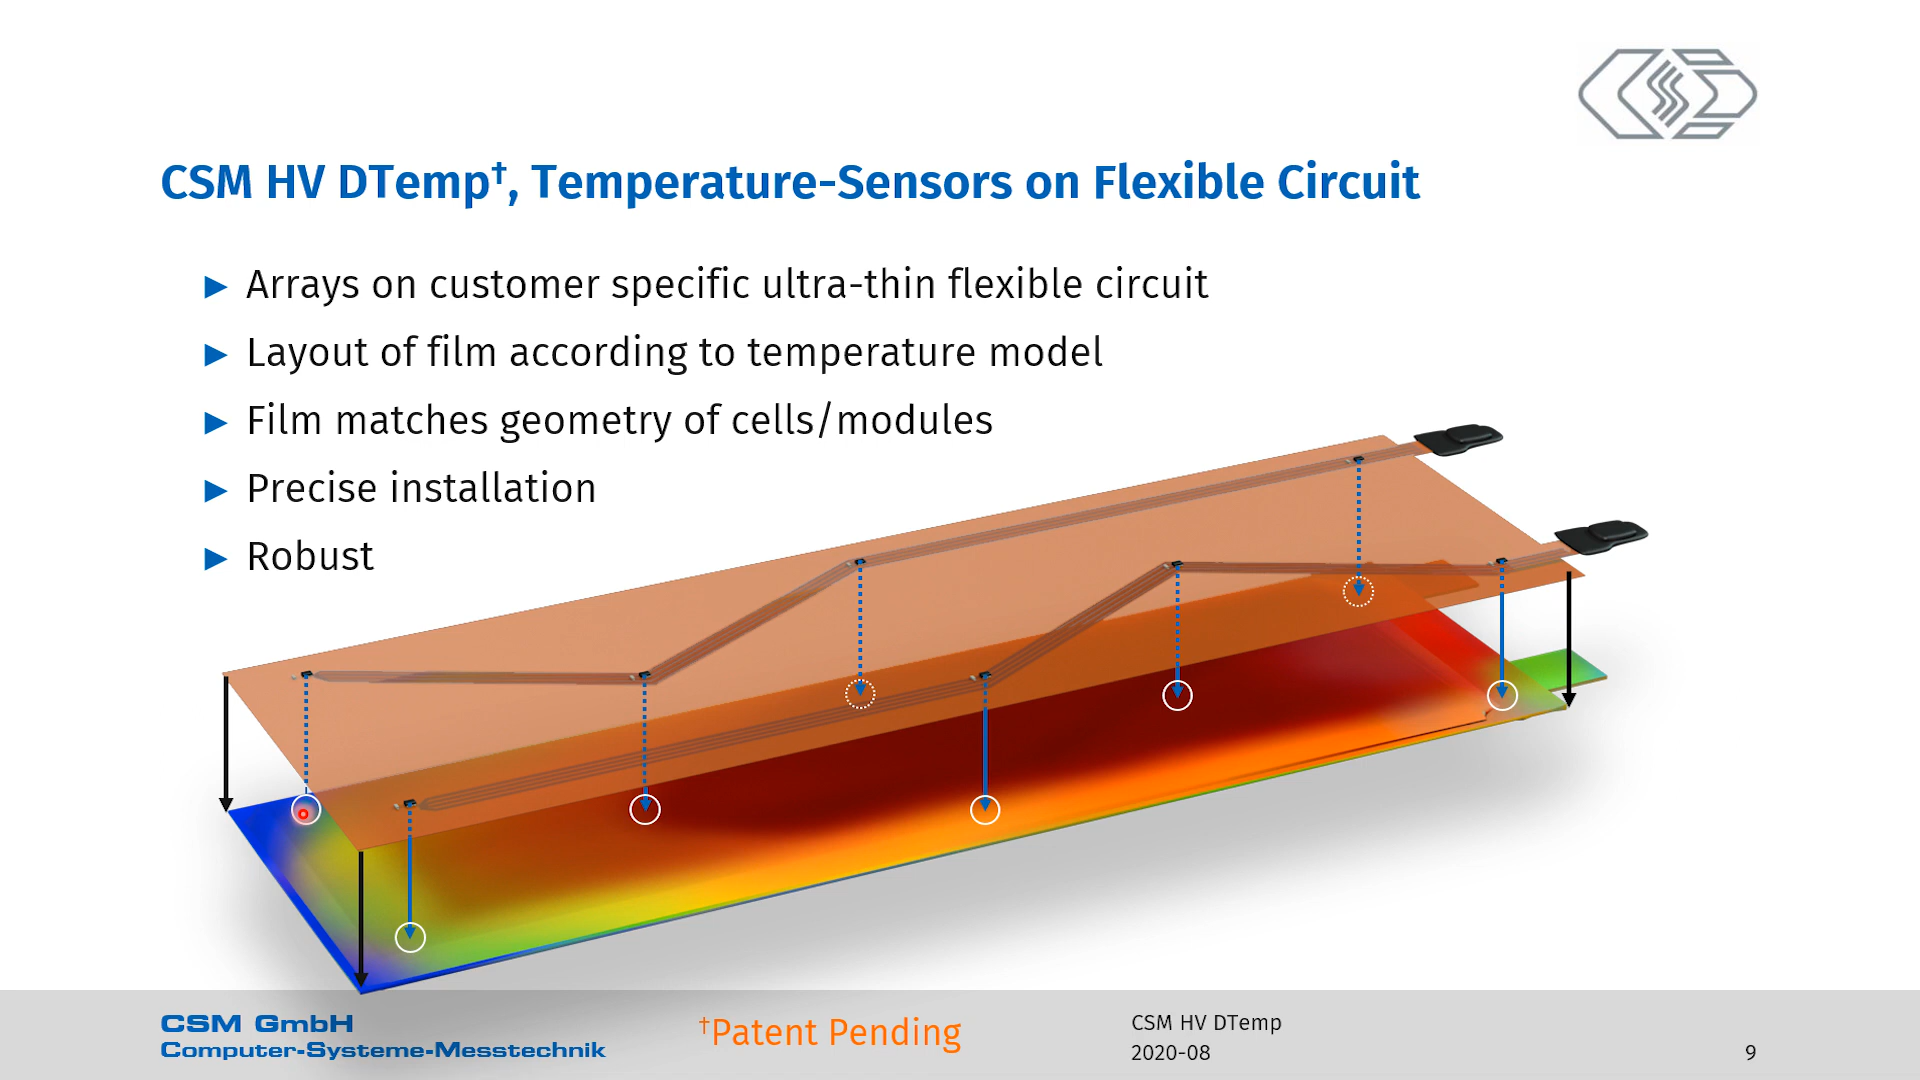 CSM HV DTemp†, Temperature-Sensors on Flexible Circuit
► Arrays on customer specific ultra-thin flexible circuit
► Layout of film according to temperature model
► Film matches geometry of cells/modules
► Precise installation
► Robust
CSM GmbH
Computer-Systeme-Messtechnik
†Patent Pending
CSM HV DTemp
2020-08
9